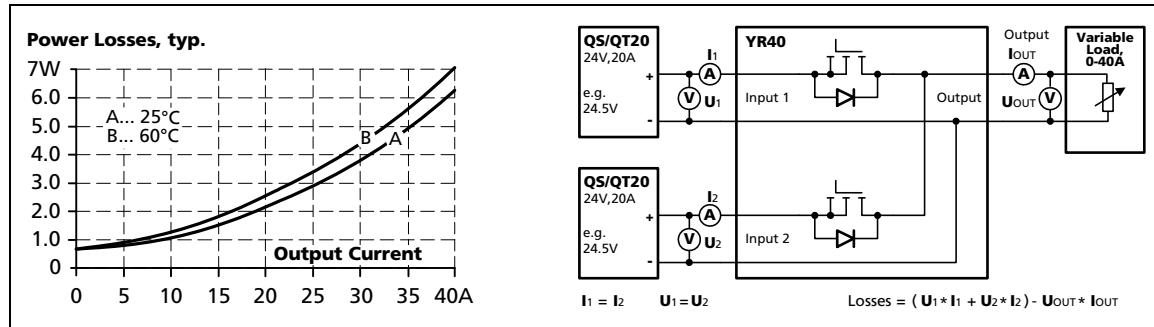 Power Losses, typ.
7W
6.0
5.0
4.0
3.0
2.0
1.0
0
A... 25°C
B... 60°C
B
A
Output Current
0 5 10 15 20 25 30 35 40A
QS/QT20
24V,20A
e.g.
24.5V
+
-
I1
A
V U1
YR40
Input 1
Output
Output
IOUT
A
UOUT V
Variable
Load,
0-40A
QS/QT20
24V,20A
e.g.
24.5V
+
-
I2
A
V U2
Input 2
I1 = I2 U1=U2 Losses = (U1* I1 + U2* I2) - UOUT* IOUT